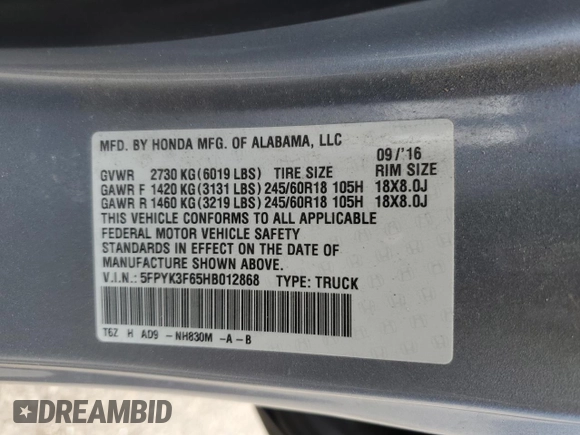 MFD. BY HONDA MFG. OF ALABAMA, LLC
09/'16
GVWR 2730 KG (6019 LBS) TIRE SIZE RIM SIZE
GAWR F 1420 KG (3131 LBS) 245/60R18 105H 18X8.0J
GAWR R 1460 KG (3219 LBS) 245/60R18 105H 18X8.0J
THIS VEHICLE CONFORMS TO ALL APPLICABLE
FEDERAL MOTOR VEHICLE SAFETY
STANDARDS IN EFFECT ON THE DATE OF
MANUFACTURE SHOWN ABOVE.
V.I.N.: 5FPYK3F65HB012868 TYPE: TRUCK
T6Z H AD9 -NH830M -A-B
DREAMBID